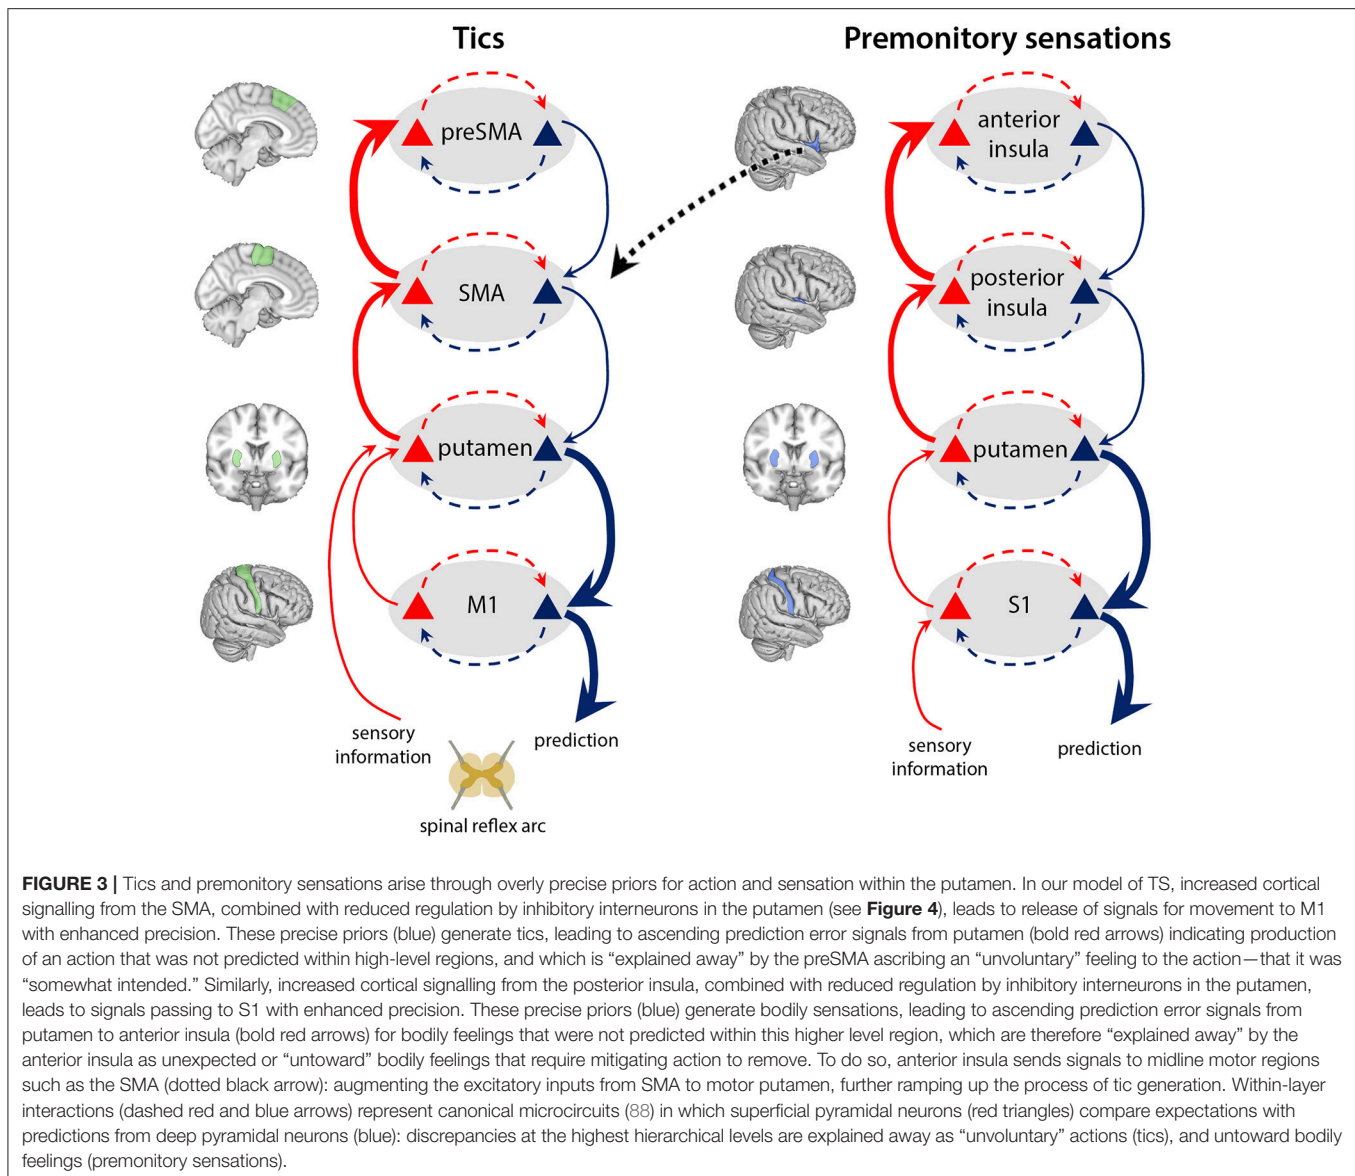 Tics
Premonitory sensations
preSMA
SMA
putamen
M1
sensory
information
prediction
spinal reflex arc
anterior
insula
posterior
insula
putamen
S1
sensory
information
prediction
FIGURE 3 | Tics and premonitory sensations arise through overly precise priors for action and sensation within the putamen. In our model of TS, increased cortical
signalling from the SMA, combined with reduced regulation by inhibitory interneurons in the putamen (see Figure 4), leads to release of signals for movement to M1
with enhanced precision. These precise priors (blue) generate tics, leading to ascending prediction error signals from putamen (bold red arrows) indicating production
of an action that was not predicted within high-level regions, and which is “explained away” by the preSMA ascribing an “unvoluntary” feeling to the action—that it was
“somewhat intended.” Similarly, increased cortical signalling from the posterior insula, combined with reduced regulation by inhibitory interneurons in the putamen,
leads to signals passing to S1 with enhanced precision. These precise priors (blue) generate bodily sensations, leading to ascending prediction error signals from
putamen to anterior insula (bold red arrows) for bodily feelings that were not predicted within this higher level region, which are therefore “explained away” by the
anterior insula as unexpected or “untoward” bodily feelings that require mitigating action to remove. To do so, anterior insula sends signals to midline motor regions
such as the SMA (dotted black arrow): augmenting the excitatory inputs from SMA to motor putamen, further ramping up the process of tic generation. Within-layer
interactions (dashed red and blue arrows) represent canonical microcircuits (88) in which superficial pyramidal neurons (red triangles) compare expectations with
predictions from deep pyramidal neurons (blue): discrepancies at the highest hierarchical levels are explained away as “unvoluntary” actions (tics), and untoward bodily
feelings (premonitory sensations).